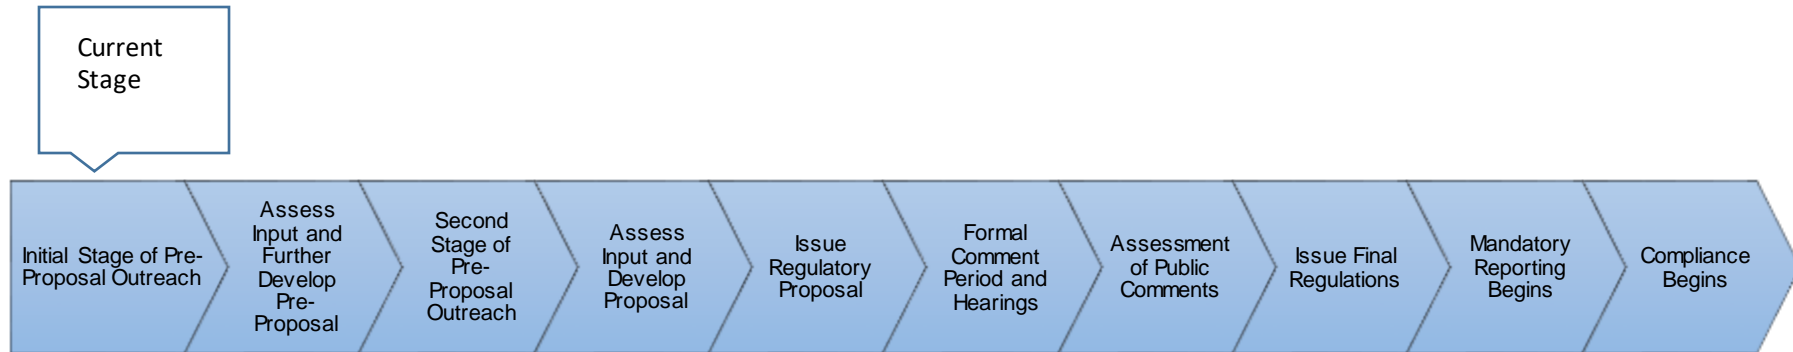 Current
Stage
Initial Stage of Pre-
Proposal Outreach
Assess
Input and
Further
Develop
Pre-
Proposal
Second
Stage of
Pre-
Proposal
Outreach
Assess
Input and
Develop
Proposal
Issue
Regulatory
Proposal
Formal
Comment
Period and
Hearings
Assessment
of Public
Comments
Issue Final
Regulations
Mandatory
Reporting
Begins
Compliance
Begins